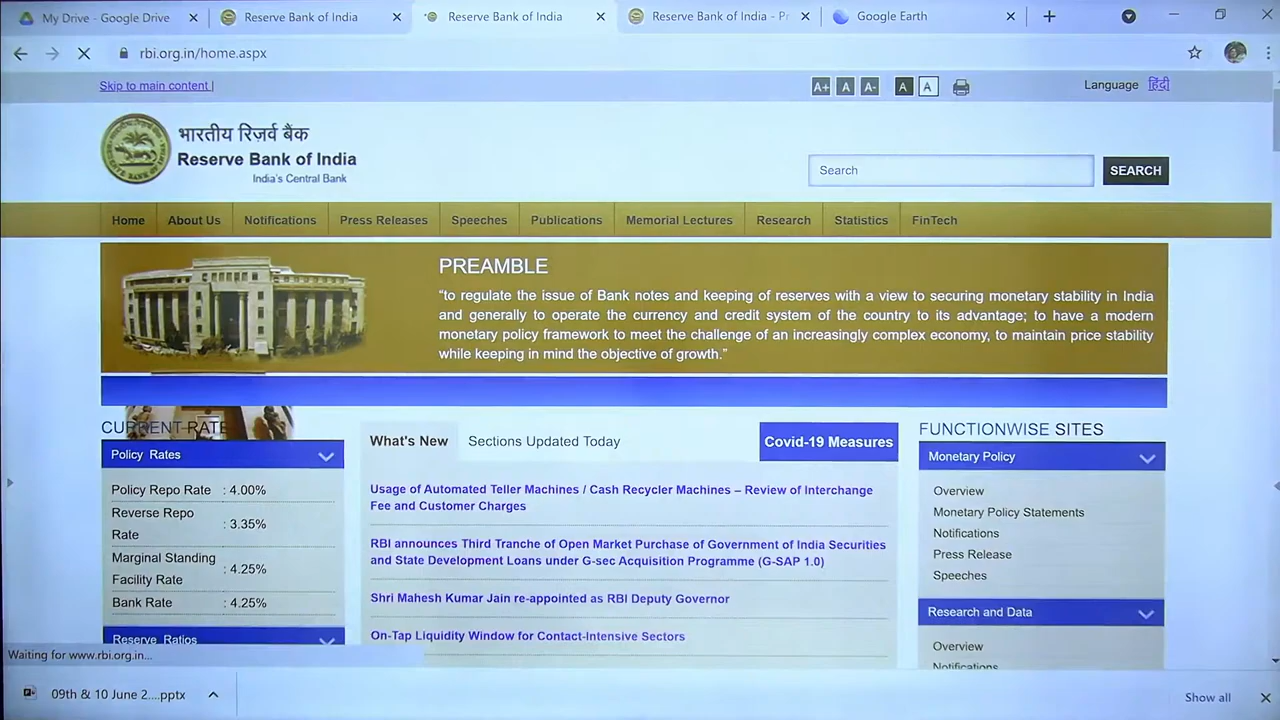 My Drive - Google Drive
Reserve Bank of India
Reserve Bank of India
Reserve Bank of India - Pr
Google Earth
rbi.org.in/home.aspx
Skip to main content |
A+ A A- A A
Language हिंदी
भारतीय रिज़र्व बैंक
Reserve Bank of India
India's Central Bank
Search
SEARCH
Home About Us Notifications Press Releases Speeches Publications Memorial Lectures Research Statistics FinTech
PREAMBLE
“to regulate the issue of Bank notes and keeping of reserves with a view to securing monetary stability in India
and generally to operate the currency and credit system of the country to its advantage; to have a modern
monetary policy framework to meet the challenge of an increasingly complex economy, to maintain price stability
while keeping in mind the objective of growth.”
CURRENT RATE
Policy Rates
Policy Repo Rate : 4.00%
Reverse Repo
Rate : 3.35%
Marginal Standing
Facility Rate : 4.25%
Bank Rate : 4.25%
Reserve Ratios
What's New Sections Updated Today
Covid-19 Measures
Usage of Automated Teller Machines / Cash Recycler Machines – Review of Interchange
Fee and Customer Charges
RBI announces Third Tranche of Open Market Purchase of Government of India Securities
and State Development Loans under G-sec Acquisition Programme (G-SAP 1.0)
Shri Mahesh Kumar Jain re-appointed as RBI Deputy Governor
On-Tap Liquidity Window for Contact-Intensive Sectors
FUNCTIONWISE SITES
Monetary Policy
Overview
Monetary Policy Statements
Notifications
Press Release
Speeches
Research and Data
Overview
Notifications
Waiting for www.rbi.org.in...
09th & 10 June 2....pptx
Show all